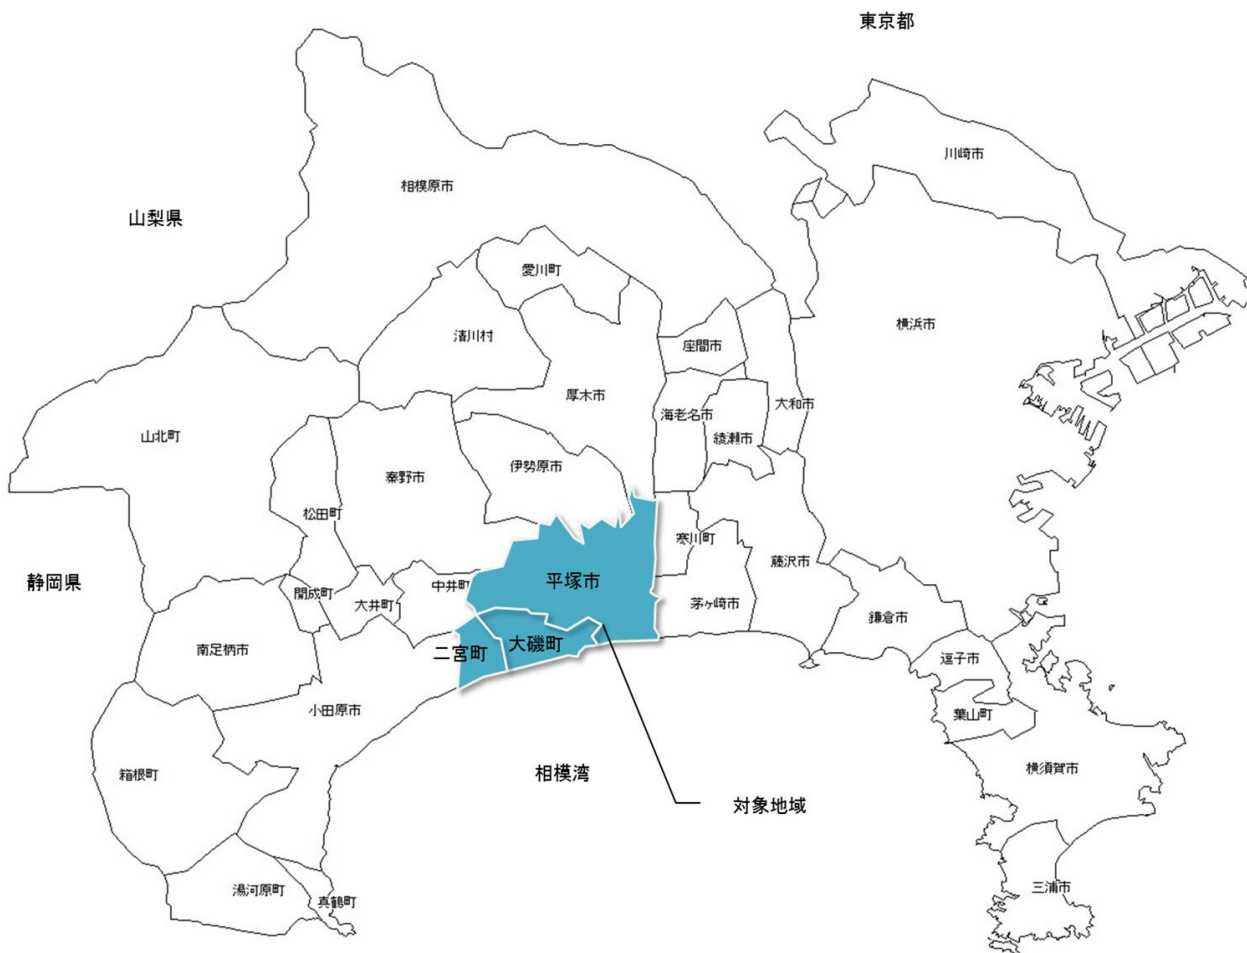 東京都
川崎市
相模原市
山梨県
愛川町
横浜市
清川村
座間市
厚木市
大和市
海老名市
山北町
綾瀬市
伊勢原市
秦野市
松田町
寒川町
藤沢市
静岡県
平塚市
中井町
開成町
大井町
茅ヶ崎市
鎌倉市
大磯町
南足柄市
二宮町
逗子市
小田原市
葉山町
横須賀市
相模湾
箱根町
対象地域
三浦市
湯河原町
真鶴町